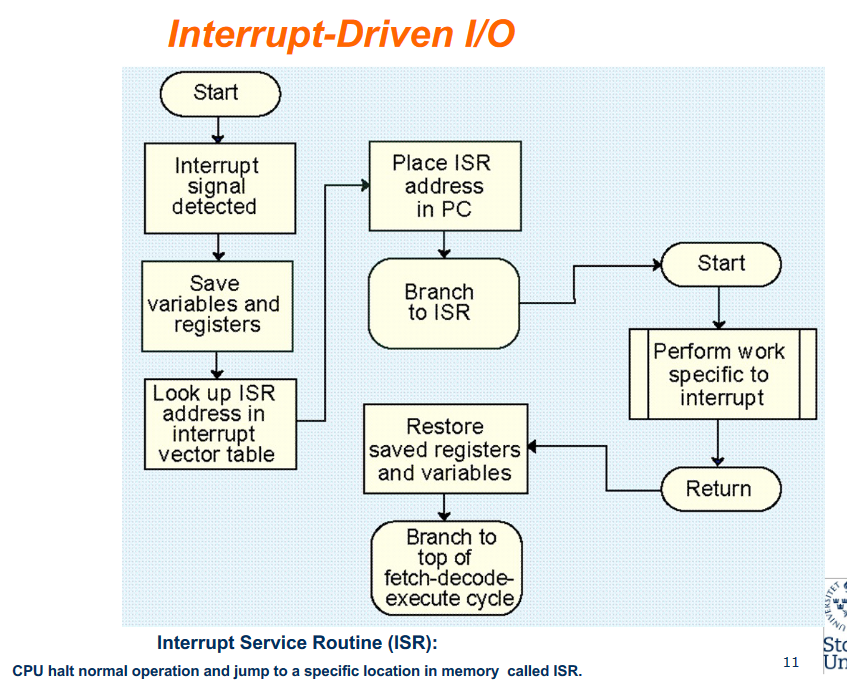 Interrupt-Driven I/O
Start
Interrupt
signal
detected
Save
variables and
registers
Look up ISR
address in
interrupt
vector table
Place ISR
address
in PC
Branch
to ISR
Start
Perform work
specific to
interrupt
Return
Restore
saved registers
and variables
Branch to
top of
fetch-decode-
execute cycle
Interrupt Service Routine (ISR):
CPU halt normal operation and jump to a specific location in memory called ISR.
11